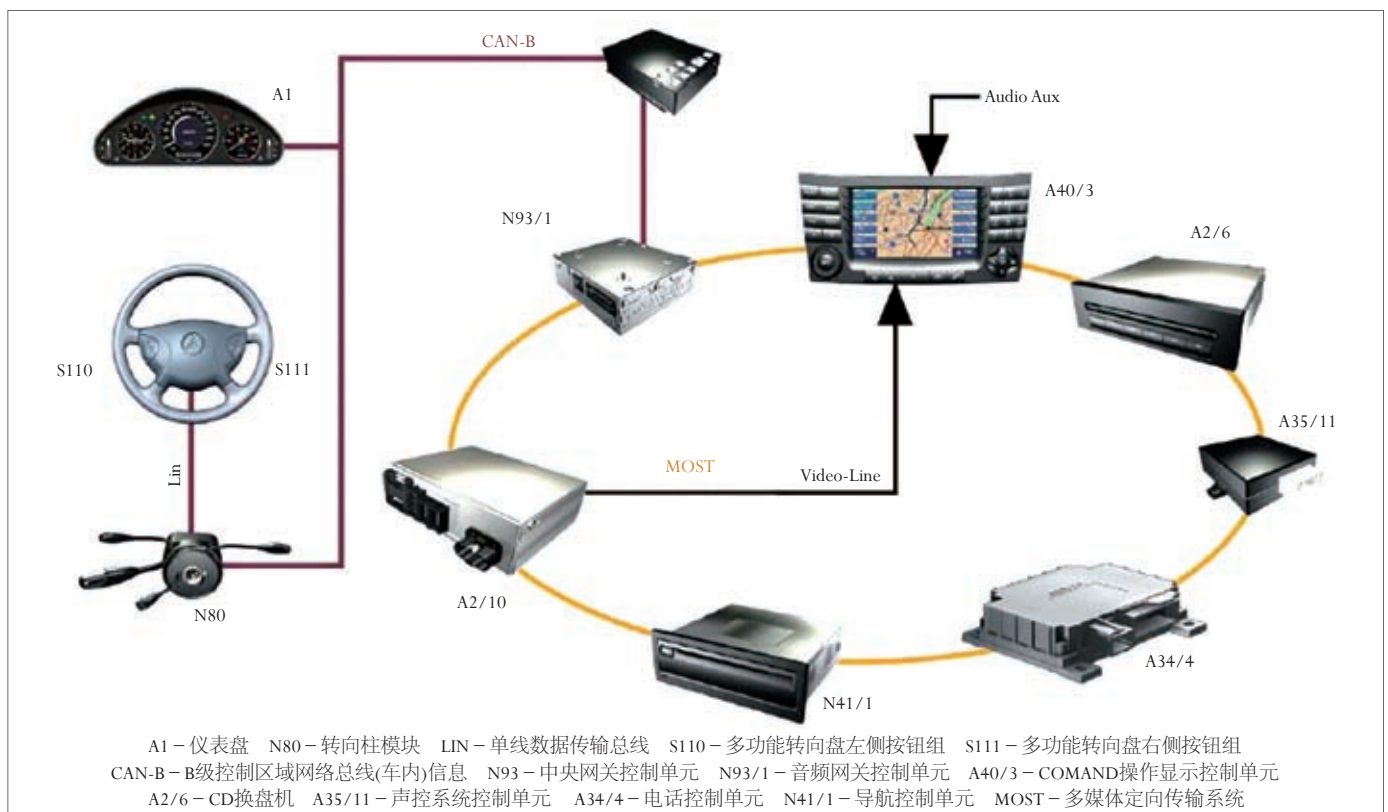 CAN-B
A1
Audio Aux
A40/3
N93/1
A2/6
S110
S111
A35/11
MOST
Video-Line
Lin
A2/10
N80
A34/4
N41/1
A1－仪表盘 N80－转向柱模块 LIN－单线数据传输总线 S110－多功能转向盘左侧按钮组 S111－多功能转向盘右侧按钮组
CAN-B－B级控制区域网络总线(车内)信息 N93－中央网关控制单元 N93/1－音频网关控制单元 A40/3－COMAND操作显示控制单元
A2/6－CD换盘机 A35/11－声控系统控制单元 A34/4－电话控制单元 N41/1－导航控制单元 MOST－多媒体定向传输系统